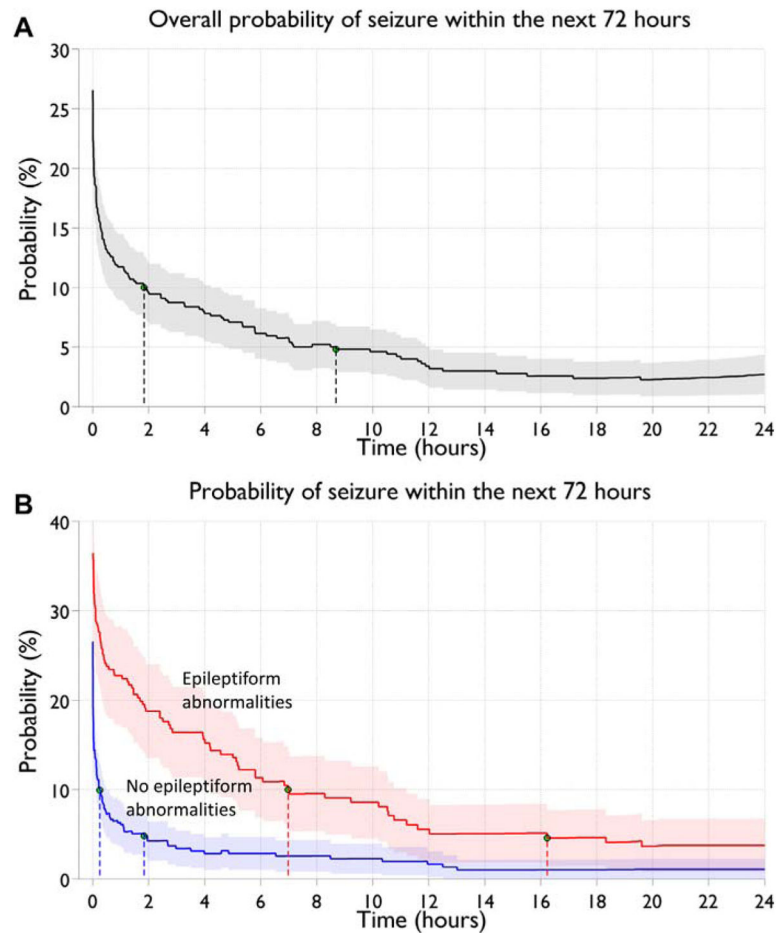 A
Overall probability of seizure within the next 72 hours
Probability (%)
30
25
20
15
10
5
0
0 2 4 6 8 10 12 14 16 18 20 22 24
Time (hours)
B
Probability of seizure within the next 72 hours
Probability (%)
40
30
20
10
0
Epileptiform
abnormalities
No epileptiform
abnormalities
0 2 4 6 8 10 12 14 16 18 20 22 24
Time (hours)